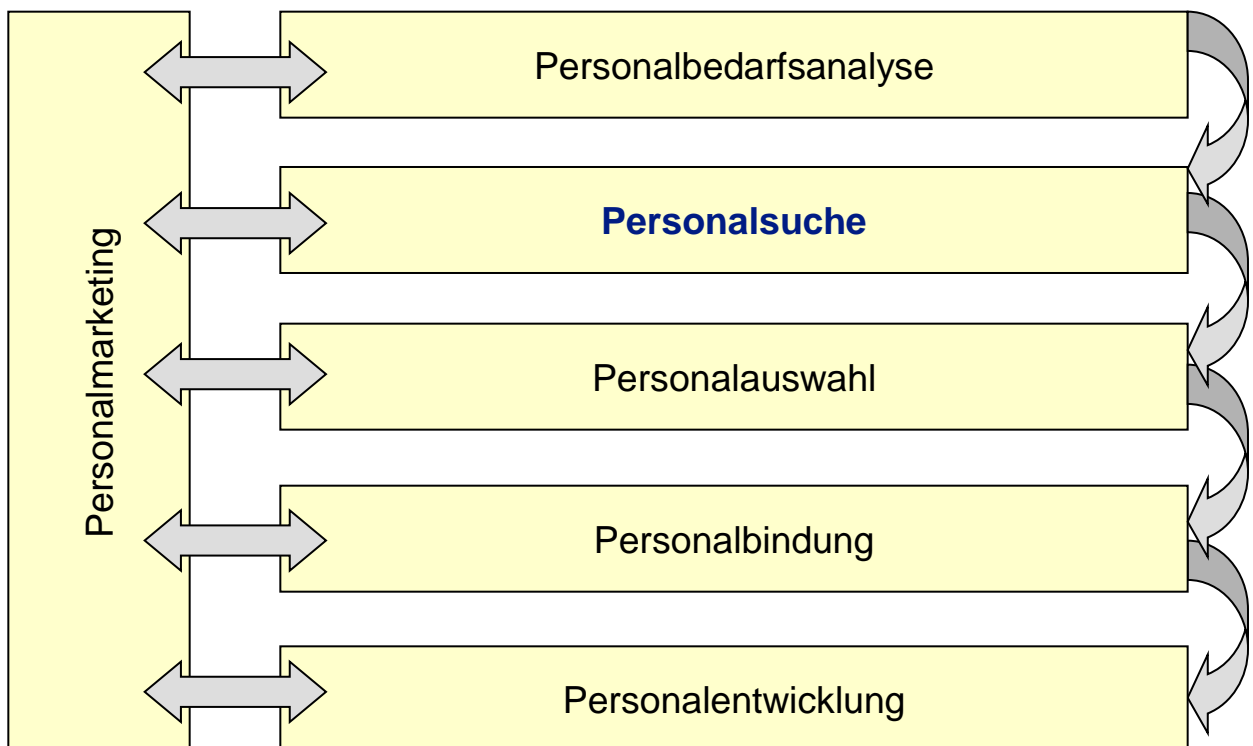 Personalmarketing
Personalbedarfsanalyse
Personalsuche
Personalauswahl
Personalbindung
Personalentwicklung